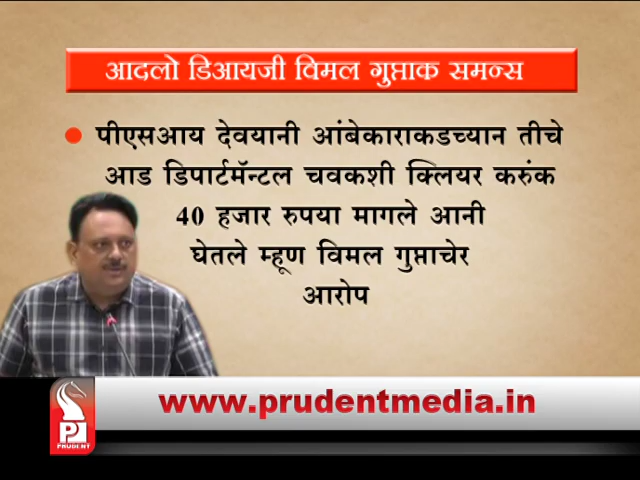 आदलो डिआयजी विमल गुप्ताक समन्स
पीएसआय देवयानी आंबेकाराकडच्यान तीचे
आड डिपार्टमॅन्टल चवकशी क्लियर करुंक
40 हजार रुपया मागले आनी
घेतले म्हूण विमल गुप्ताचेर
आरोप
www.prudentmedia.in
PRUDENT